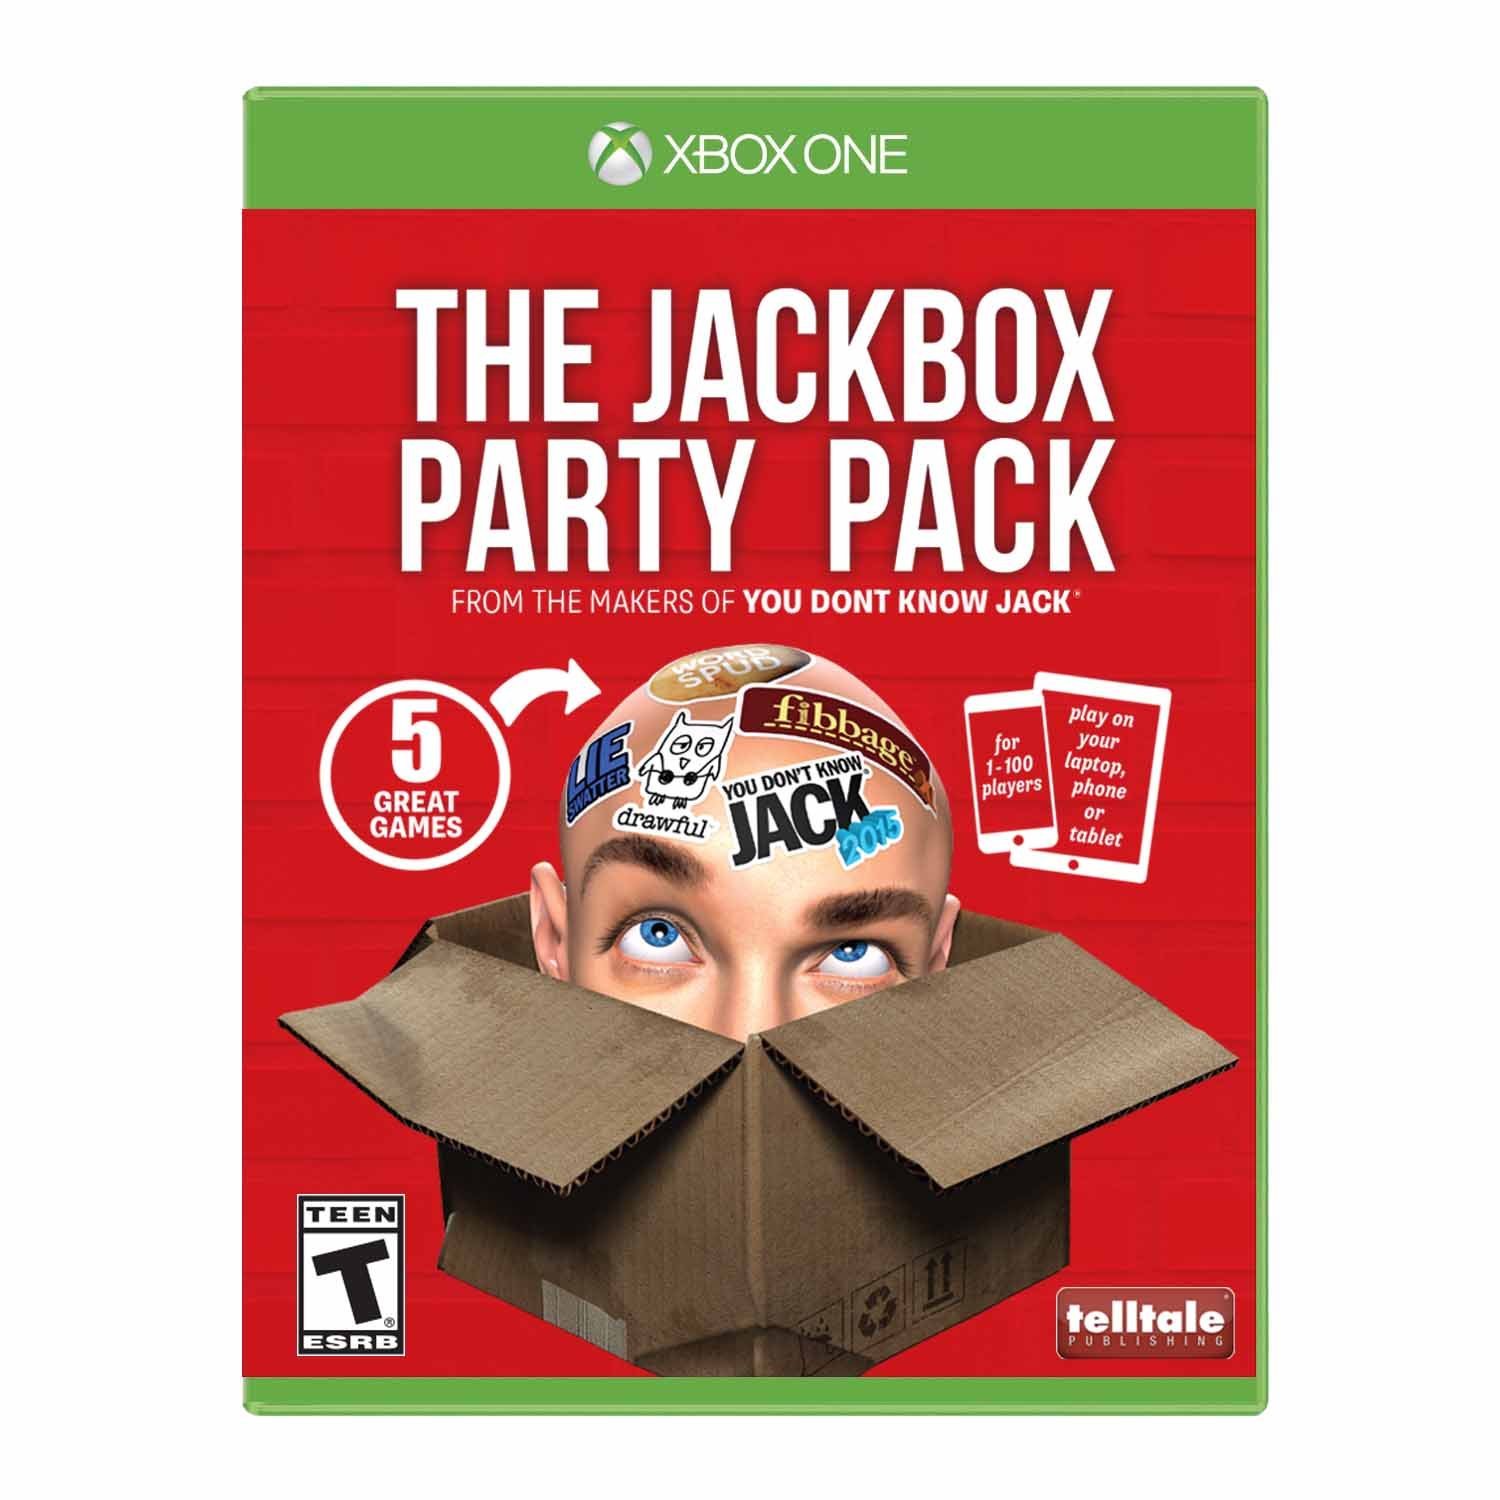 XBOX ONE
THE JACKBOX
PARTY PACK
FROM THE MAKERS OF YOU DONT KNOW JACK®
5
GREAT
GAMES
WORD
SPUD
fibbage
LIE
SWATTER
drawful
YOU DON'T KNOW
JACK
2015
for
1-100
players
play on
your
laptop,
phone
or
tablet
TEEN
T
ESRB
telltale
PUBLISHING